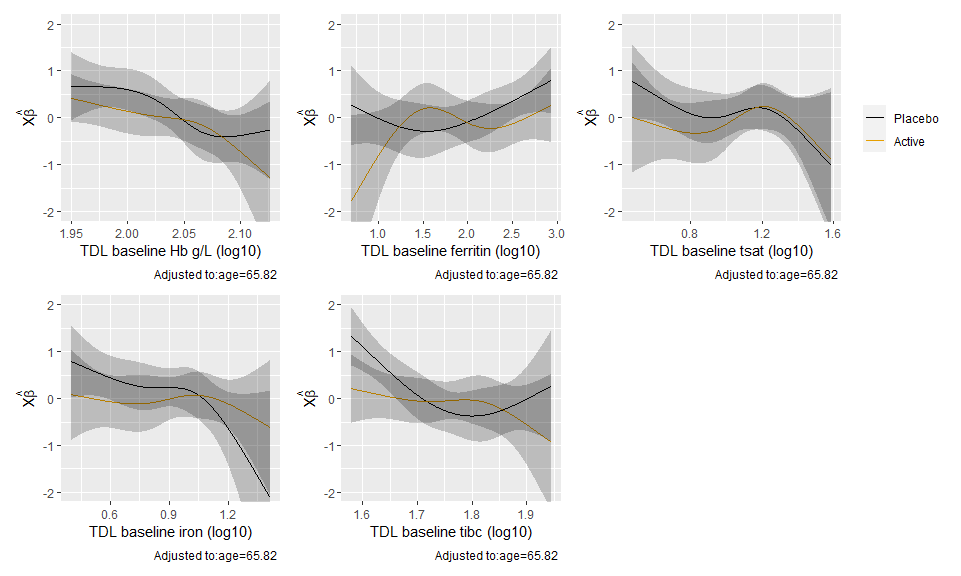 2
1
0
-1
-2
Xβ̂
1.95
2.00
2.05
2.10
TDL baseline Hb g/L (log10)
Adjusted to:age=65.82
2
1
0
-1
-2
Xβ̂
1.0
1.5
2.0
2.5
3.0
TDL baseline ferritin (log10)
Adjusted to:age=65.82
2
1
0
-1
-2
Xβ̂
0.8
1.2
1.6
TDL baseline tsat (log10)
Adjusted to:age=65.82
Placebo
Active
2
1
0
-1
-2
Xβ̂
0.6
0.9
1.2
TDL baseline iron (log10)
Adjusted to:age=65.82
2
1
0
-1
-2
Xβ̂
1.6
1.7
1.8
1.9
TDL baseline tibc (log10)
Adjusted to:age=65.82